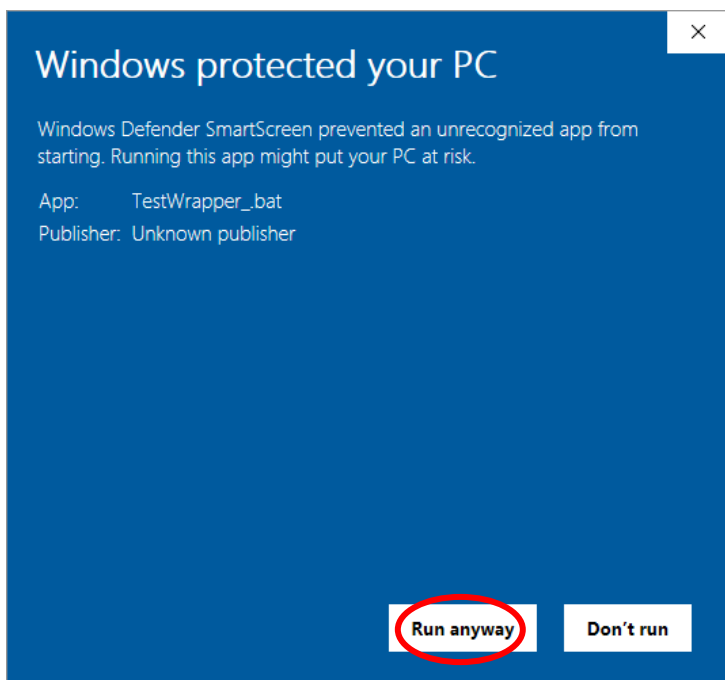 Windows protected your PC
Windows Defender SmartScreen prevented an unrecognized app from
starting. Running this app might put your PC at risk.
App: TestWrapper_.bat
Publisher: Unknown publisher
Run anyway Don’t run